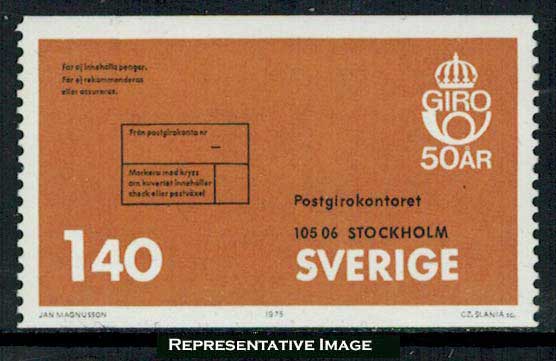 Får ej innehålla pengar.
Får ej rekommenderas
eller assureras.
GIRO
50 ÅR
Från postgirokonto nr
Markera med kryss
om kuvertet innehåller
check eller postväxel
Postgirokontoret
105 06 STOCKHOLM
140
SVERIGE
JAN MAGNUSSON
1975
CZ. SLANIA sc.
REPRESENTATIVE IMAGE